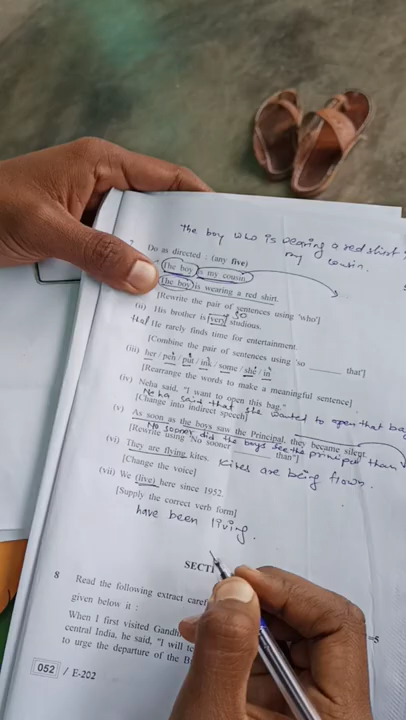 The boy who is wearing a red shirt is
my cousin.
7 Do as directed : (any five)
The boy is my cousin.
The boy is wearing a red shirt.
[Rewrite the pair of sentences using 'who']
(ii) His brother is very studious. so
that He rarely finds time for entertainment.
[Combine the pair of sentences using 'so ______ that']
(iii) her / pen / put / ink / some / she / in
[Rearrange the words to make a meaningful sentence]
(iv) Neha said, "I want to open this bag."
Neha said that she wanted to open that bag
[Change into indirect speech]
(v) As soon as the boys saw the Principal, they became silent.
No sooner did the boys see the principal than
[Rewrite using 'No sooner ______ than']
(vi) They are flying kites. Kites are being flown.
[Change the voice]
(vii) We (live) here since 1952.
[Supply the correct verb form]
have been living.
SECTI
8 Read the following extract caref
given below it :
When I first visited Gandh
central India, he said, "I will te
to urge the departure of the B
052 / E-202